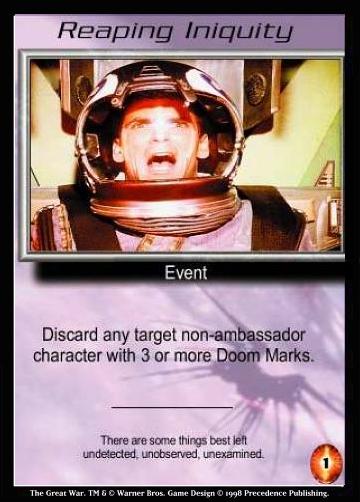 Reaping Iniquity
Event
Discard any target non-ambassador
character with 3 or more Doom Marks.
There are some things best left
undetected, unobserved, unexamined.
1
The Great War. TM & © Warner Bros. Game Design © 1998 Precedence Publishing.